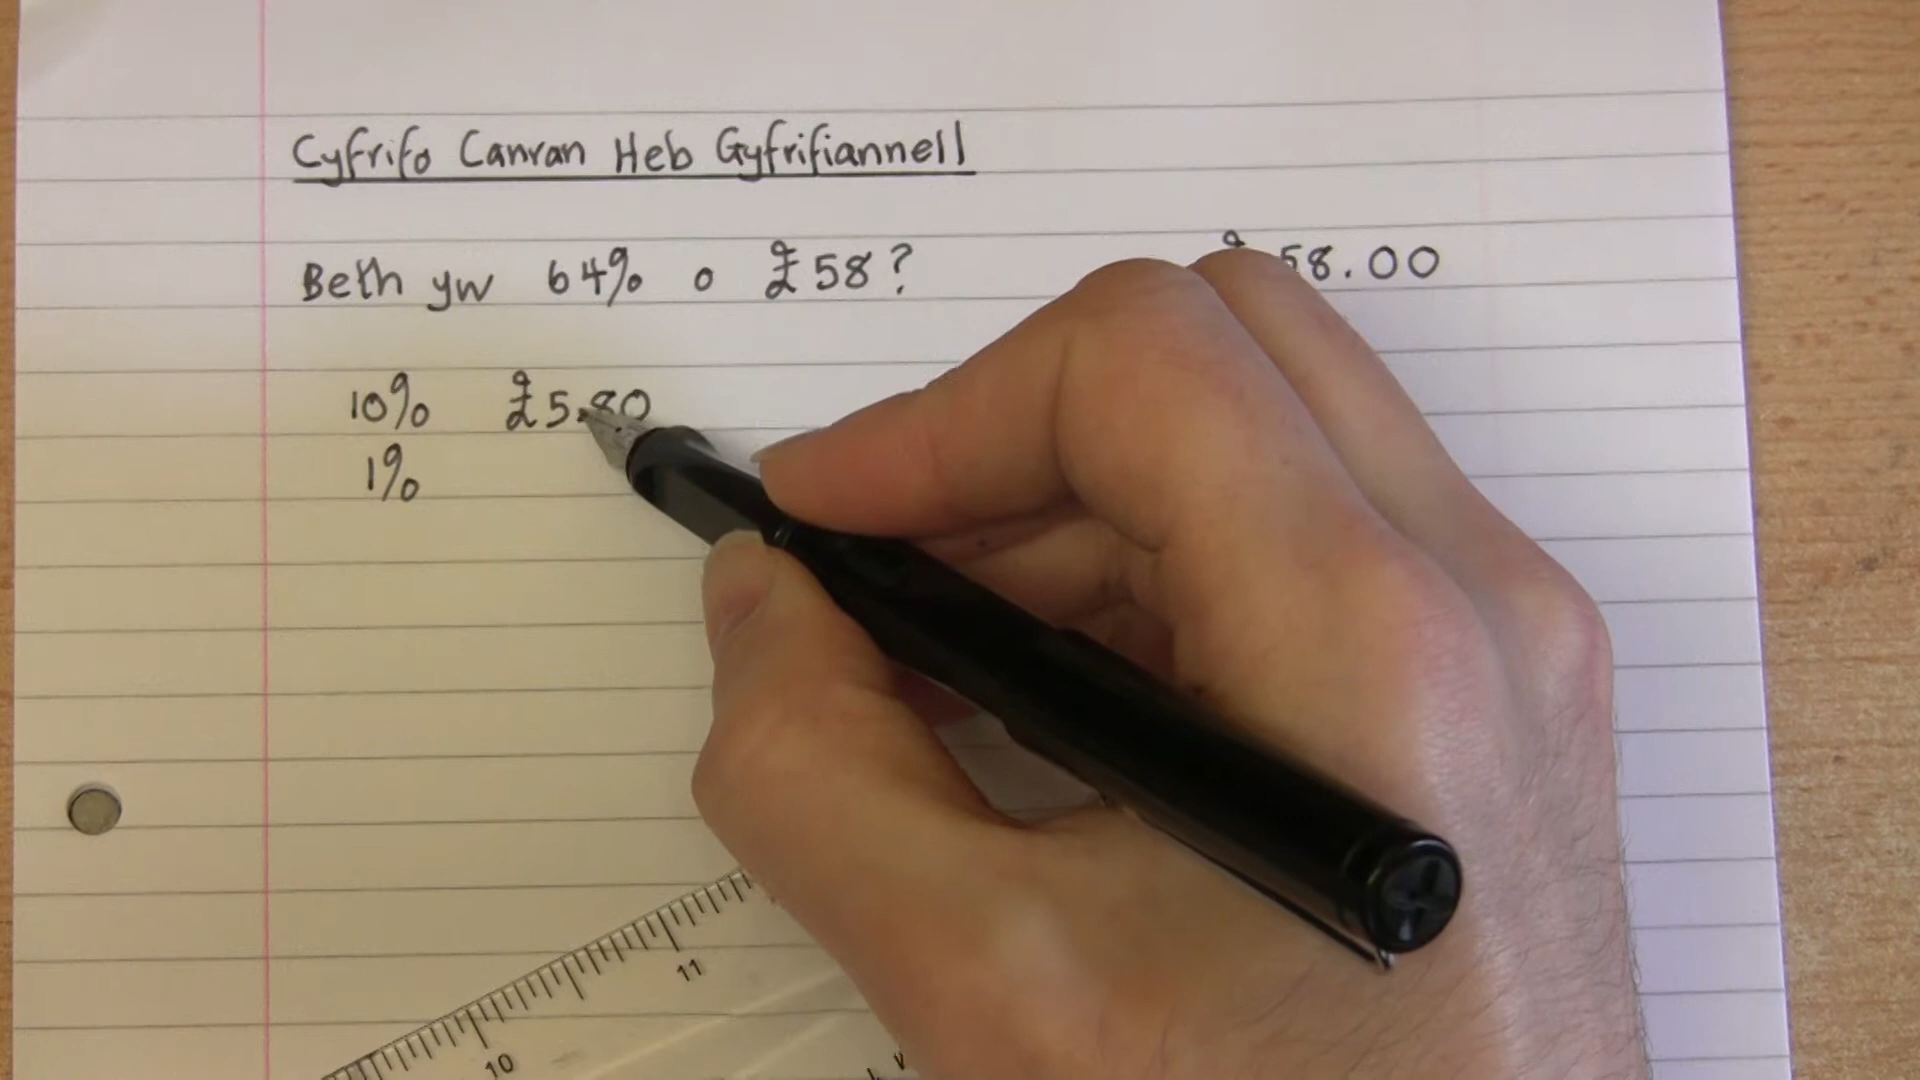 Cyfrifo Canran Heb Gyfrifiannell
Beth yw 64% o £58?
£58.00
10% £5.80
1%
11
10